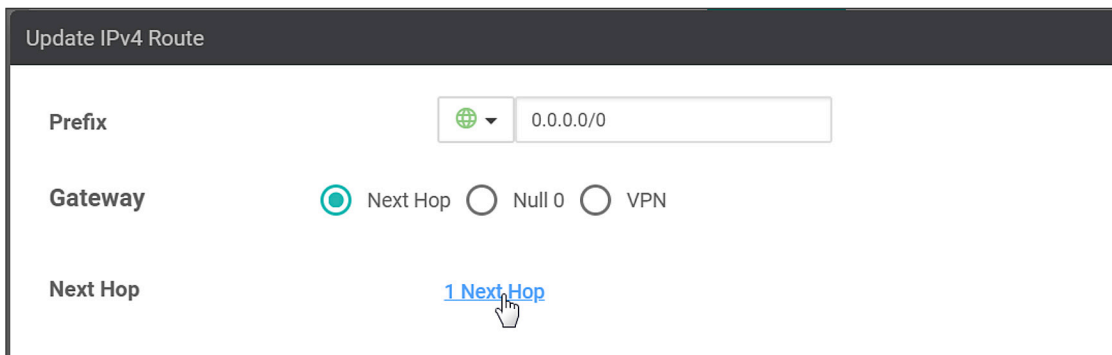 Update IPv4 Route
Prefix 0.0.0.0/0
Gateway Next Hop Null 0 VPN
Next Hop 1 Next Hop